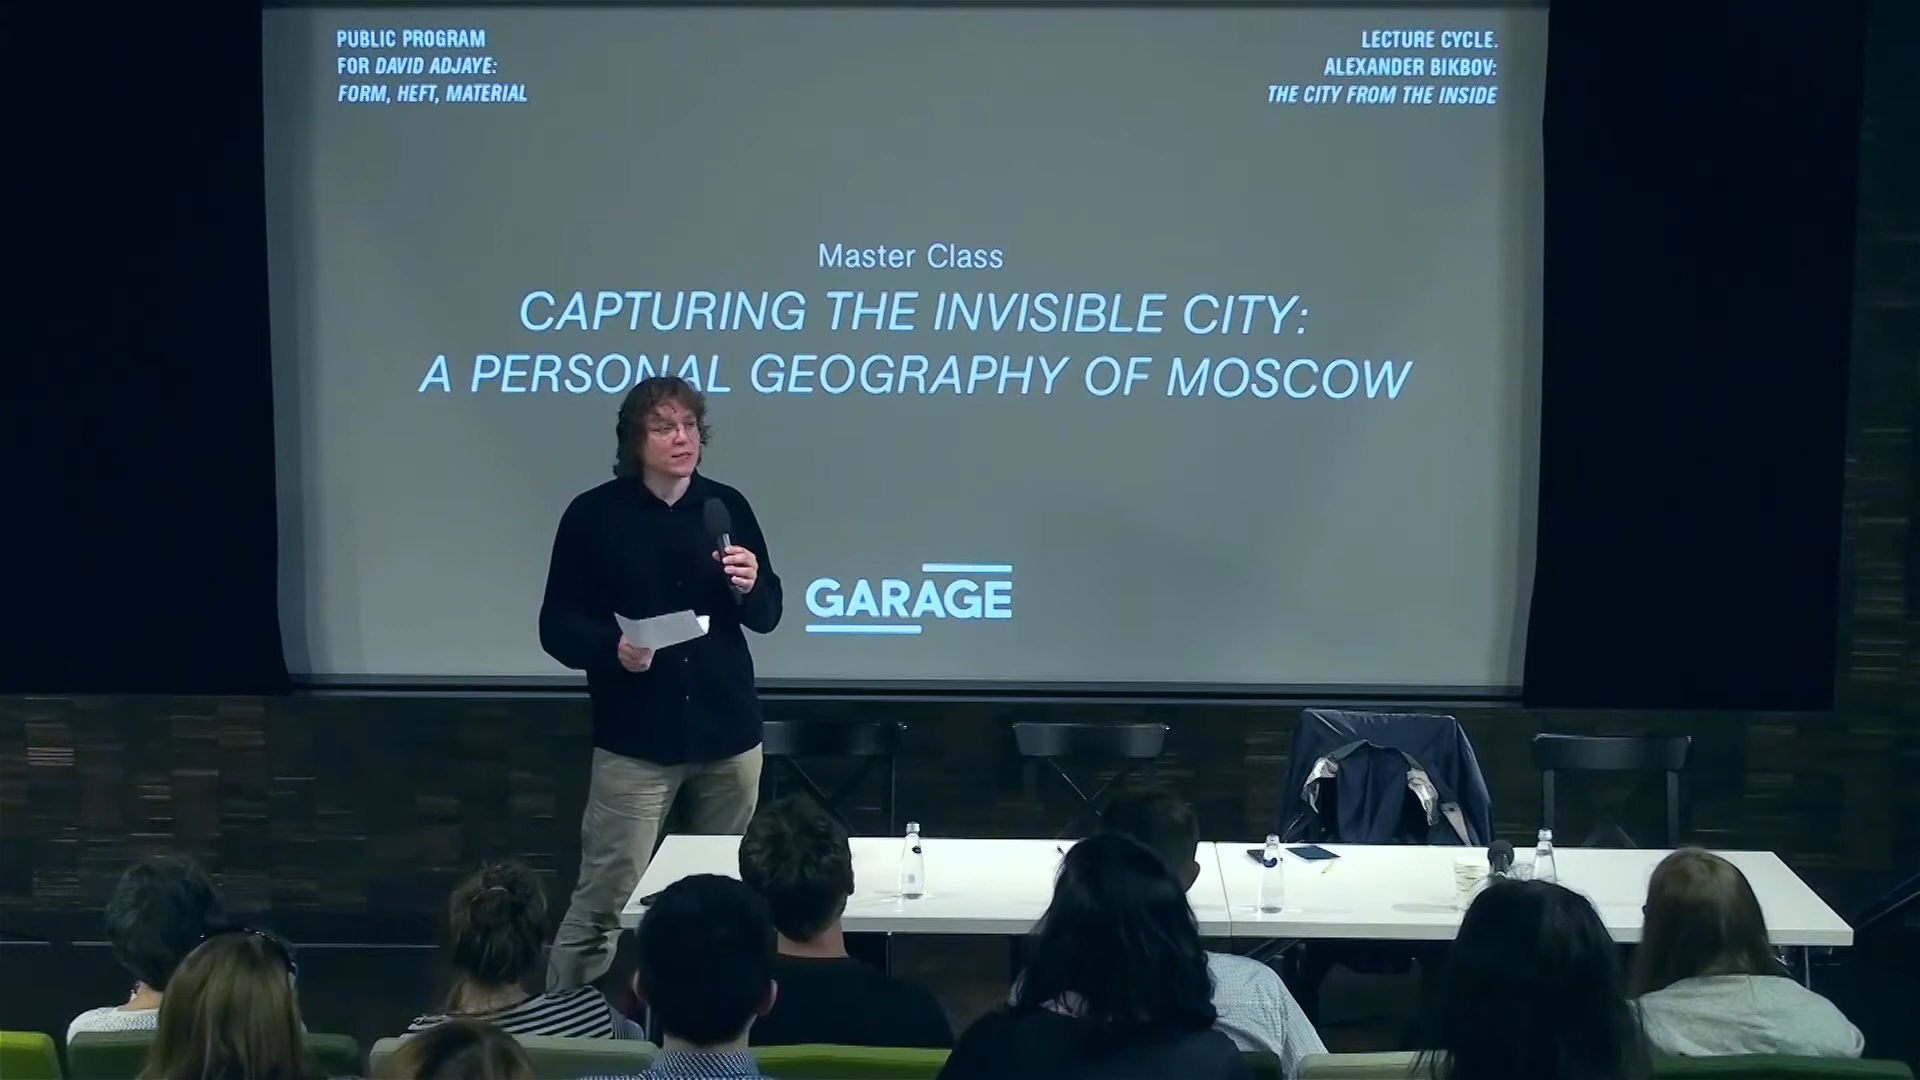 PUBLIC PROGRAM
FOR DAVID ADJAYE:
FORM, HEFT, MATERIAL
LECTURE CYCLE.
ALEXANDER BIKBOV:
THE CITY FROM THE INSIDE
Master Class
CAPTURING THE INVISIBLE CITY:
A PERSONAL GEOGRAPHY OF MOSCOW
GARAGE